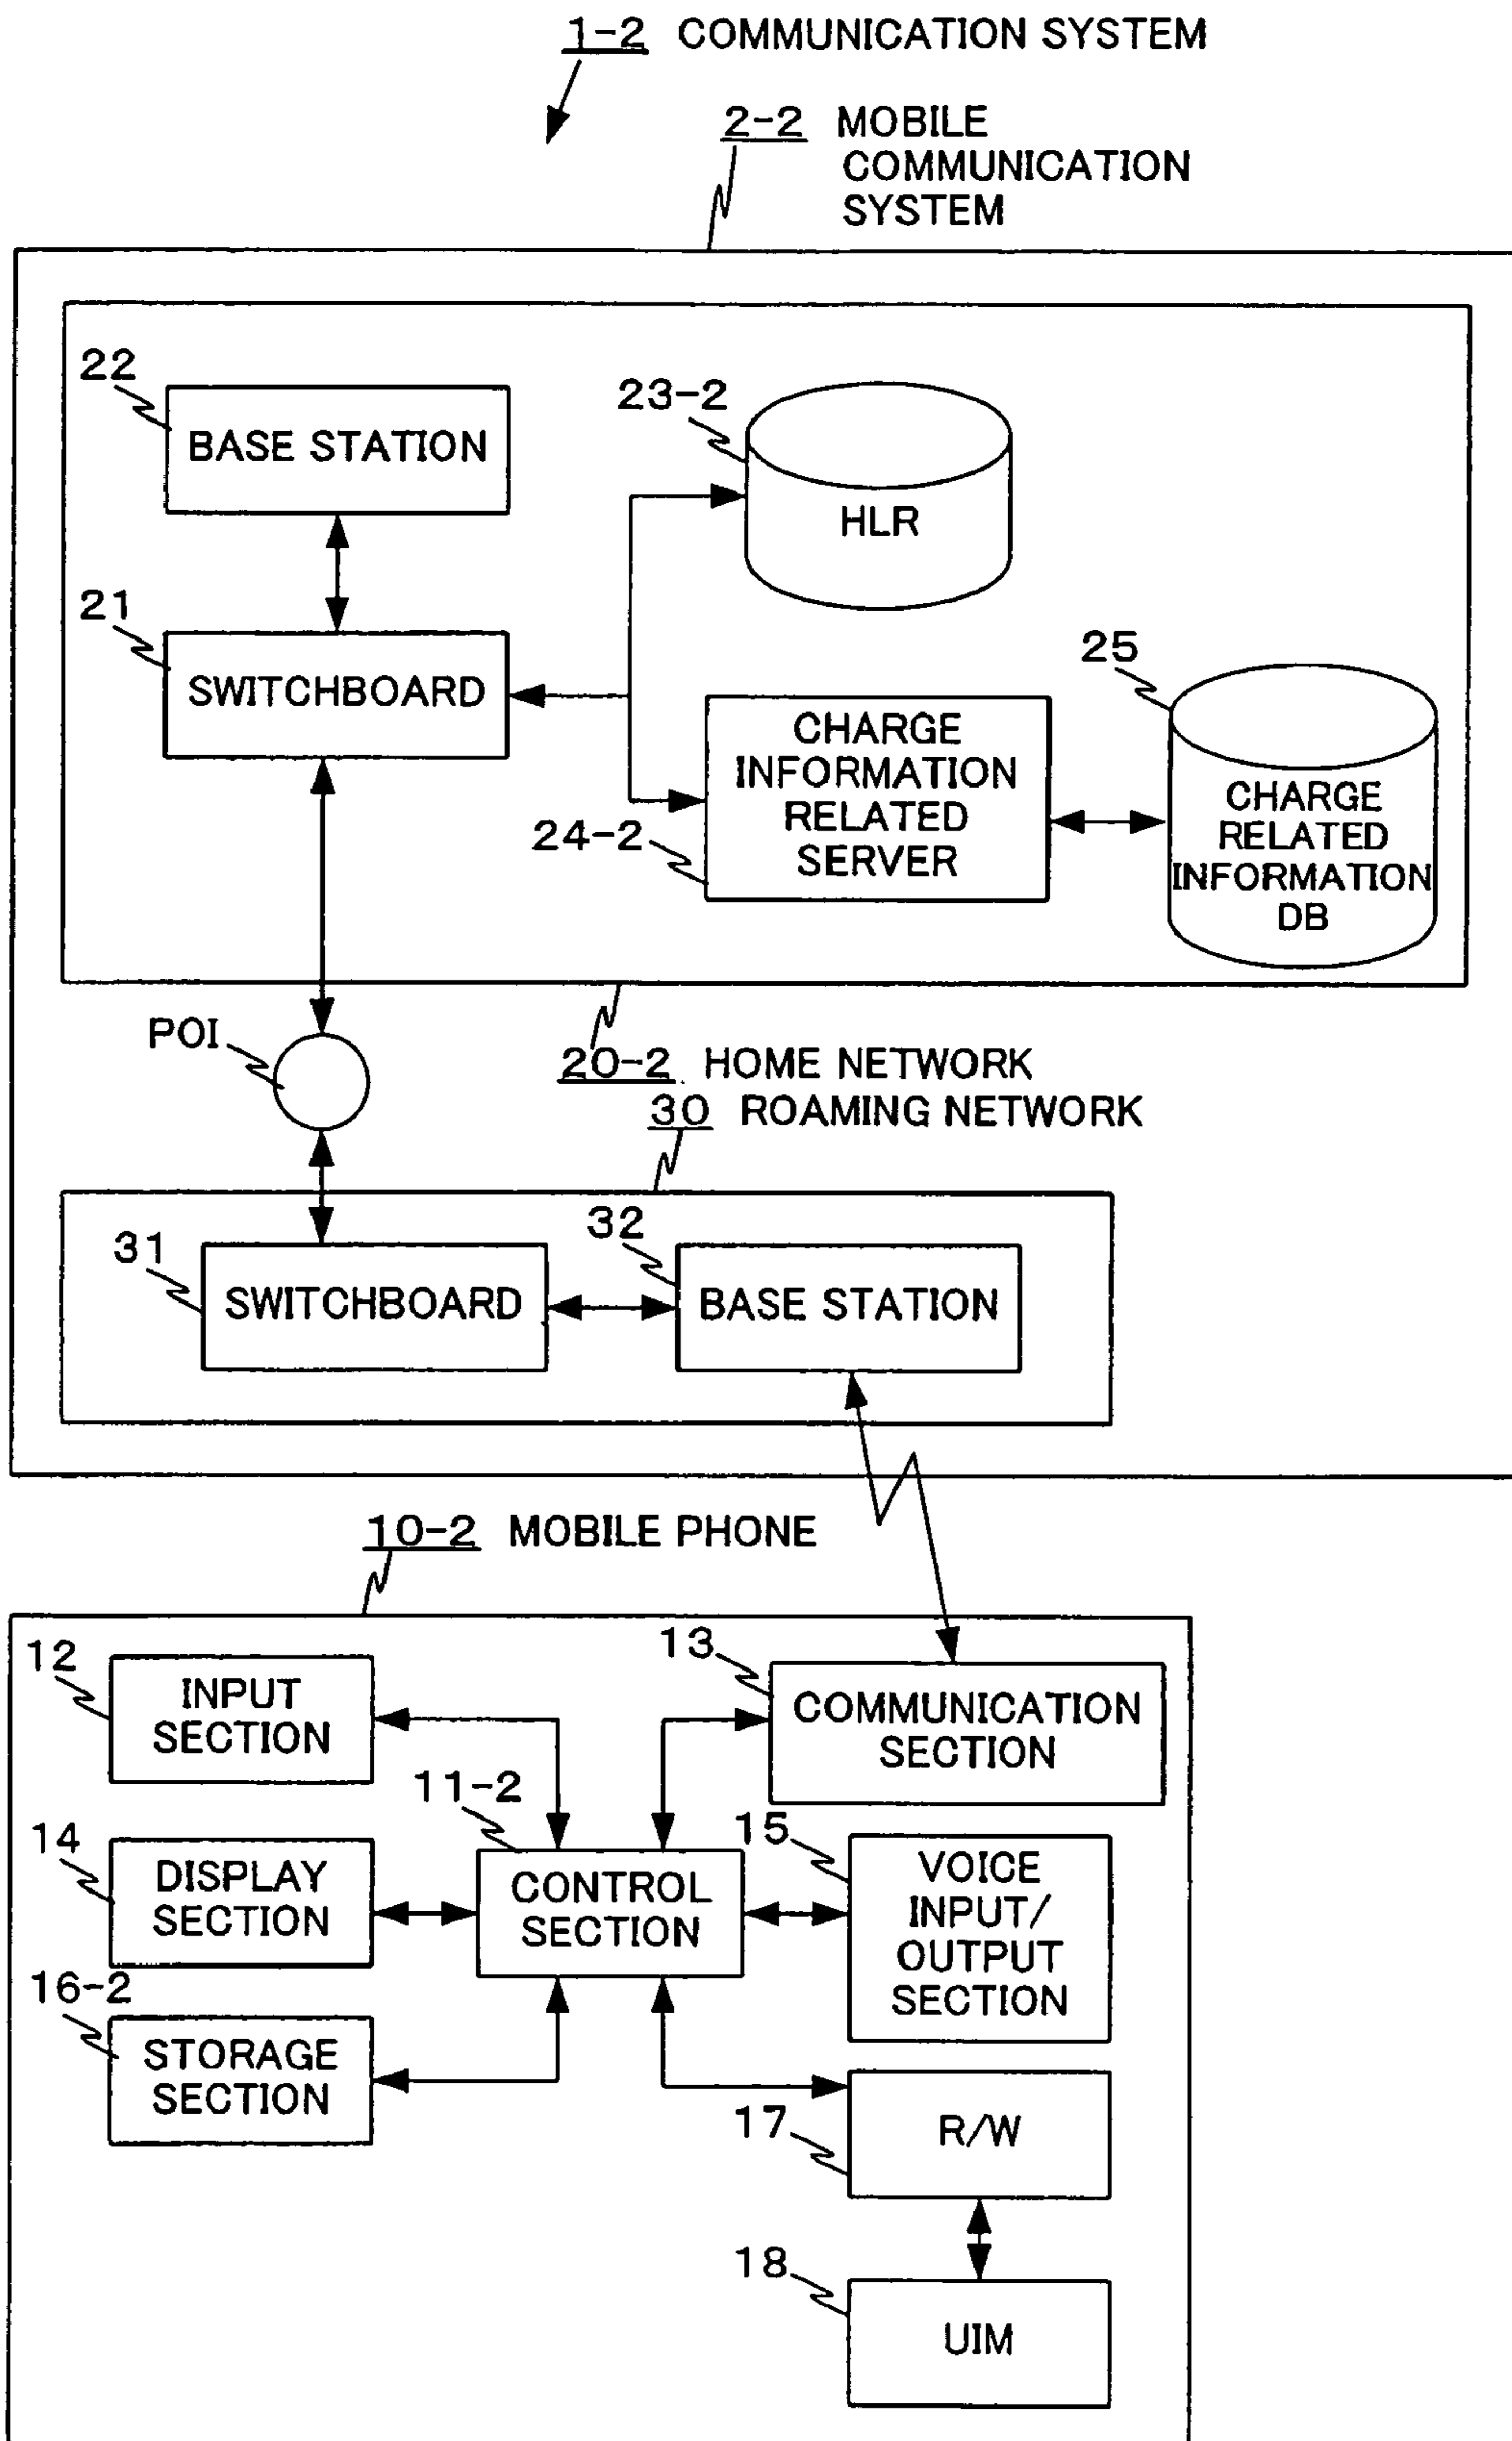 1-2 COMMUNICATION SYSTEM
2-2 MOBILE
COMMUNICATION
SYSTEM
22
BASE STATION
23-2
HLR
21
SWITCHBOARD
25
CHARGE
INFORMATION
RELATED
SERVER
24-2
CHARGE
RELATED
INFORMATION
DB
POI
20-2 HOME NETWORK
30 ROAMING NETWORK
31
SWITCHBOARD
32
BASE STATION
10-2 MOBILE PHONE
12
INPUT
SECTION
13
COMMUNICATION
SECTION
11-2
CONTROL
SECTION
14
DISPLAY
SECTION
15
VOICE
INPUT/
OUTPUT
SECTION
16-2
STORAGE
SECTION
17
R/W
18
UIM